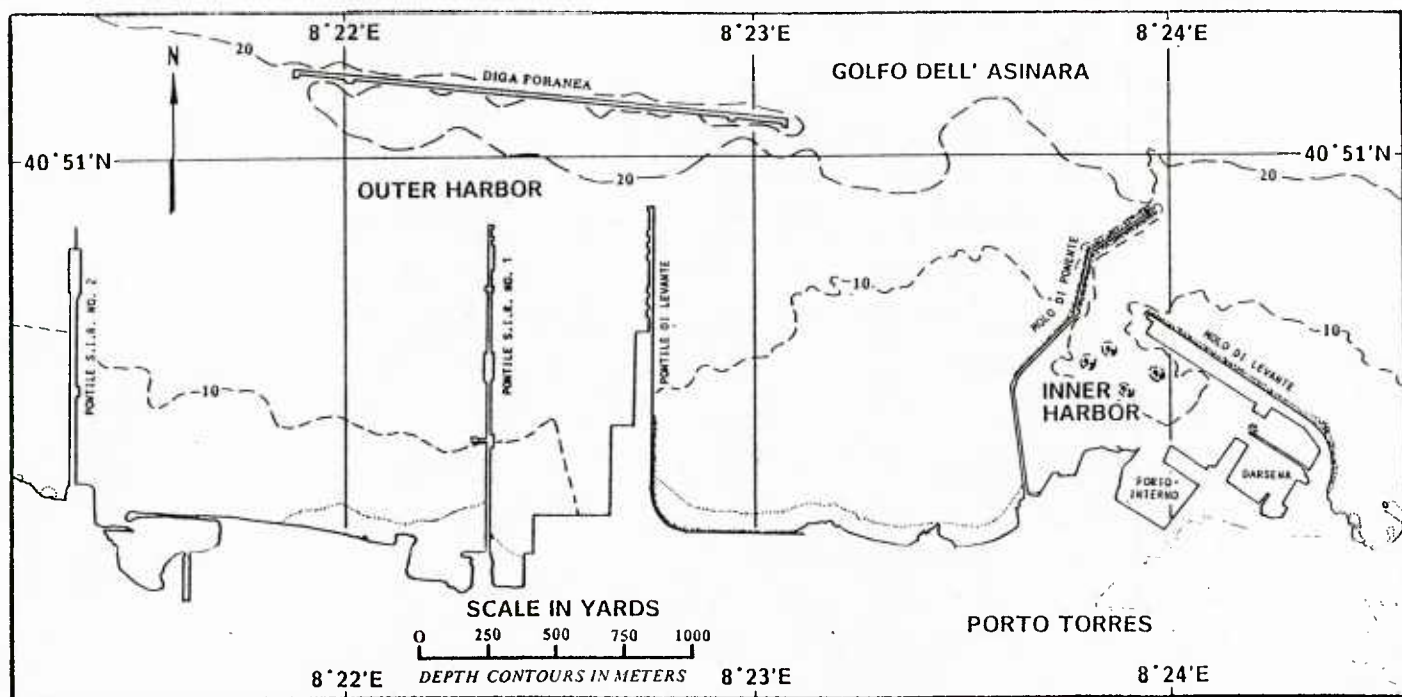 8°22'E
8°23'E
8°24'E
20
N
DIGA FORANEA
GOLFO DELL' ASINARA
40°51'N
40°51'N
OUTER HARBOR
20
20
PONTILE S.I.R. NO. 2
PONTILE S.I.R. NO. 1
PONTILE DI LEVANTE
MOLO DI PONENTE
10
MOLO DI LEVANTE
10
10
INNER
HARBOR
PORTO
INTERNO
DARSENA
SCALE IN YARDS
0 250 500 750 1000
DEPTH CONTOURS IN METERS
PORTO TORRES
8°22'E
8°23'E
8°24'E